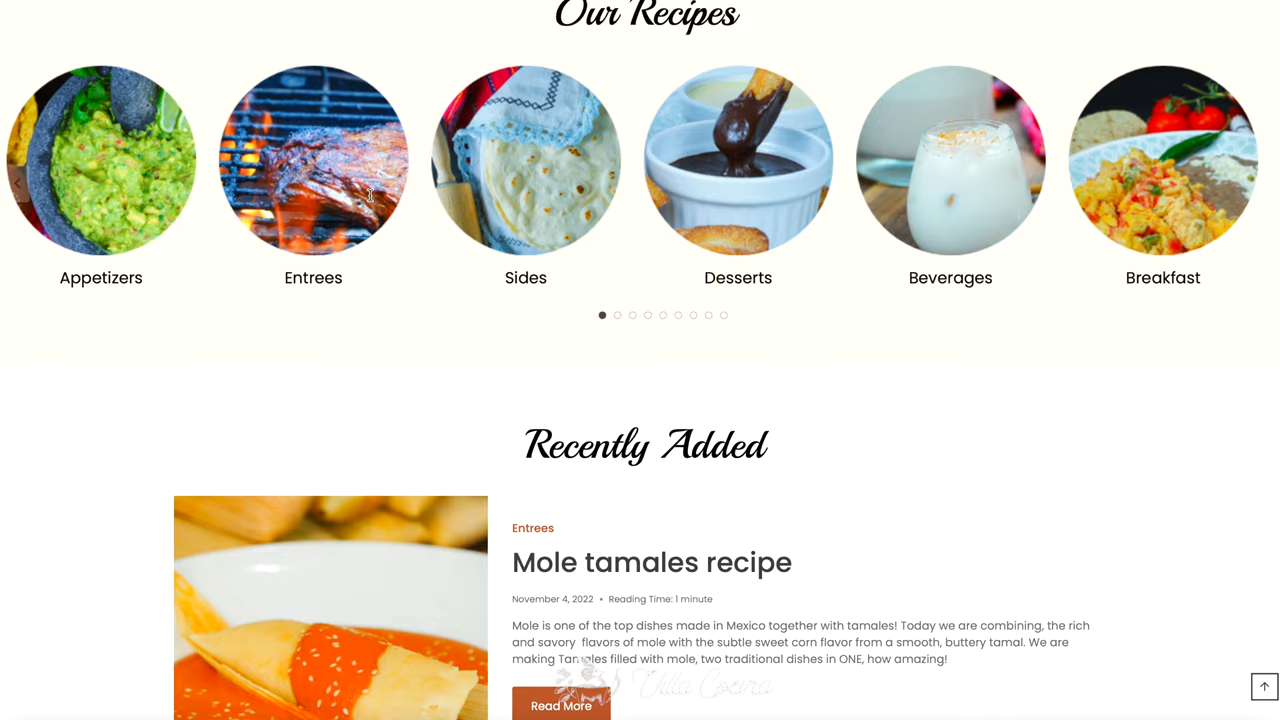 Our Recipes
Appetizers
Entrees
Sides
Desserts
Beverages
Breakfast
Recently Added
Entrees
Mole tamales recipe
November 4, 2022 • Reading Time: 1 minute
Mole is one of the top dishes made in Mexico together with tamales! Today we are combining, the rich
and savory flavors of mole with the subtle sweet corn flavor from a smooth, buttery tamal. We are
making Tamales filled with mole, two traditional dishes in ONE, how amazing!
Villa Cocina
Read More